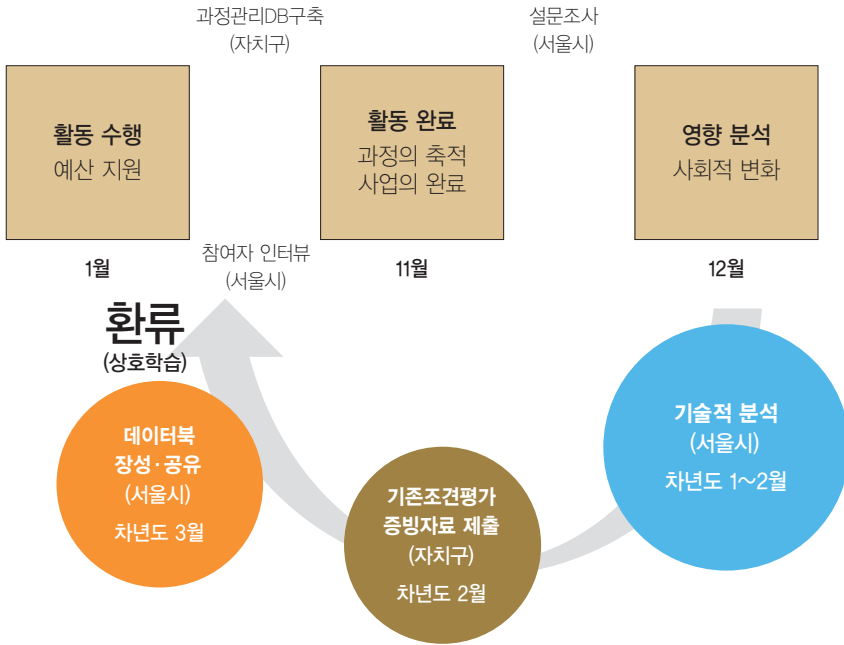 과정관리DB구축
(자치구)
설문조사
(서울시)
활동 수행
예산 지원
활동 완료
과정의 축적
사업의 완료
영향 분석
사회적 변화
1월
참여자 인터뷰
(서울시)
11월
12월
환류
(상호학습)
데이터북
장성·공유
(서울시)
차년도 3월
기존조건평가
증빙자료 제출
(자치구)
차년도 2월
기술적 분석
(서울시)
차년도 1~2월